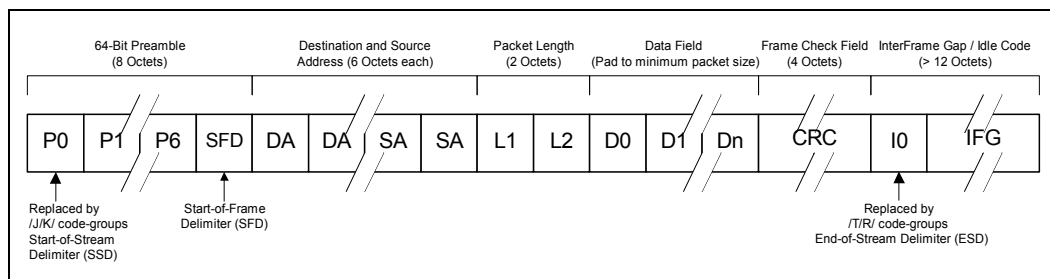 64-Bit Preamble
(8 Octets)
Destination and Source
Address (6 Octets each)
Packet Length
(2 Octets)
Data Field
(Pad to minimum packet size)
Frame Check Field
(4 Octets)
InterFrame Gap / Idle Code
(> 12 Octets)
P0 P1 P6 SFD DA DA SA SA L1 L2 D0 D1 Dn CRC I0 IFG
Replaced by
/J/K/ code-groups
Start-of-Stream
Delimiter (SSD)
Start-of-Frame
Delimiter (SFD)
Replaced by
/T/R/ code-groups
End-of-Stream Delimiter (ESD)